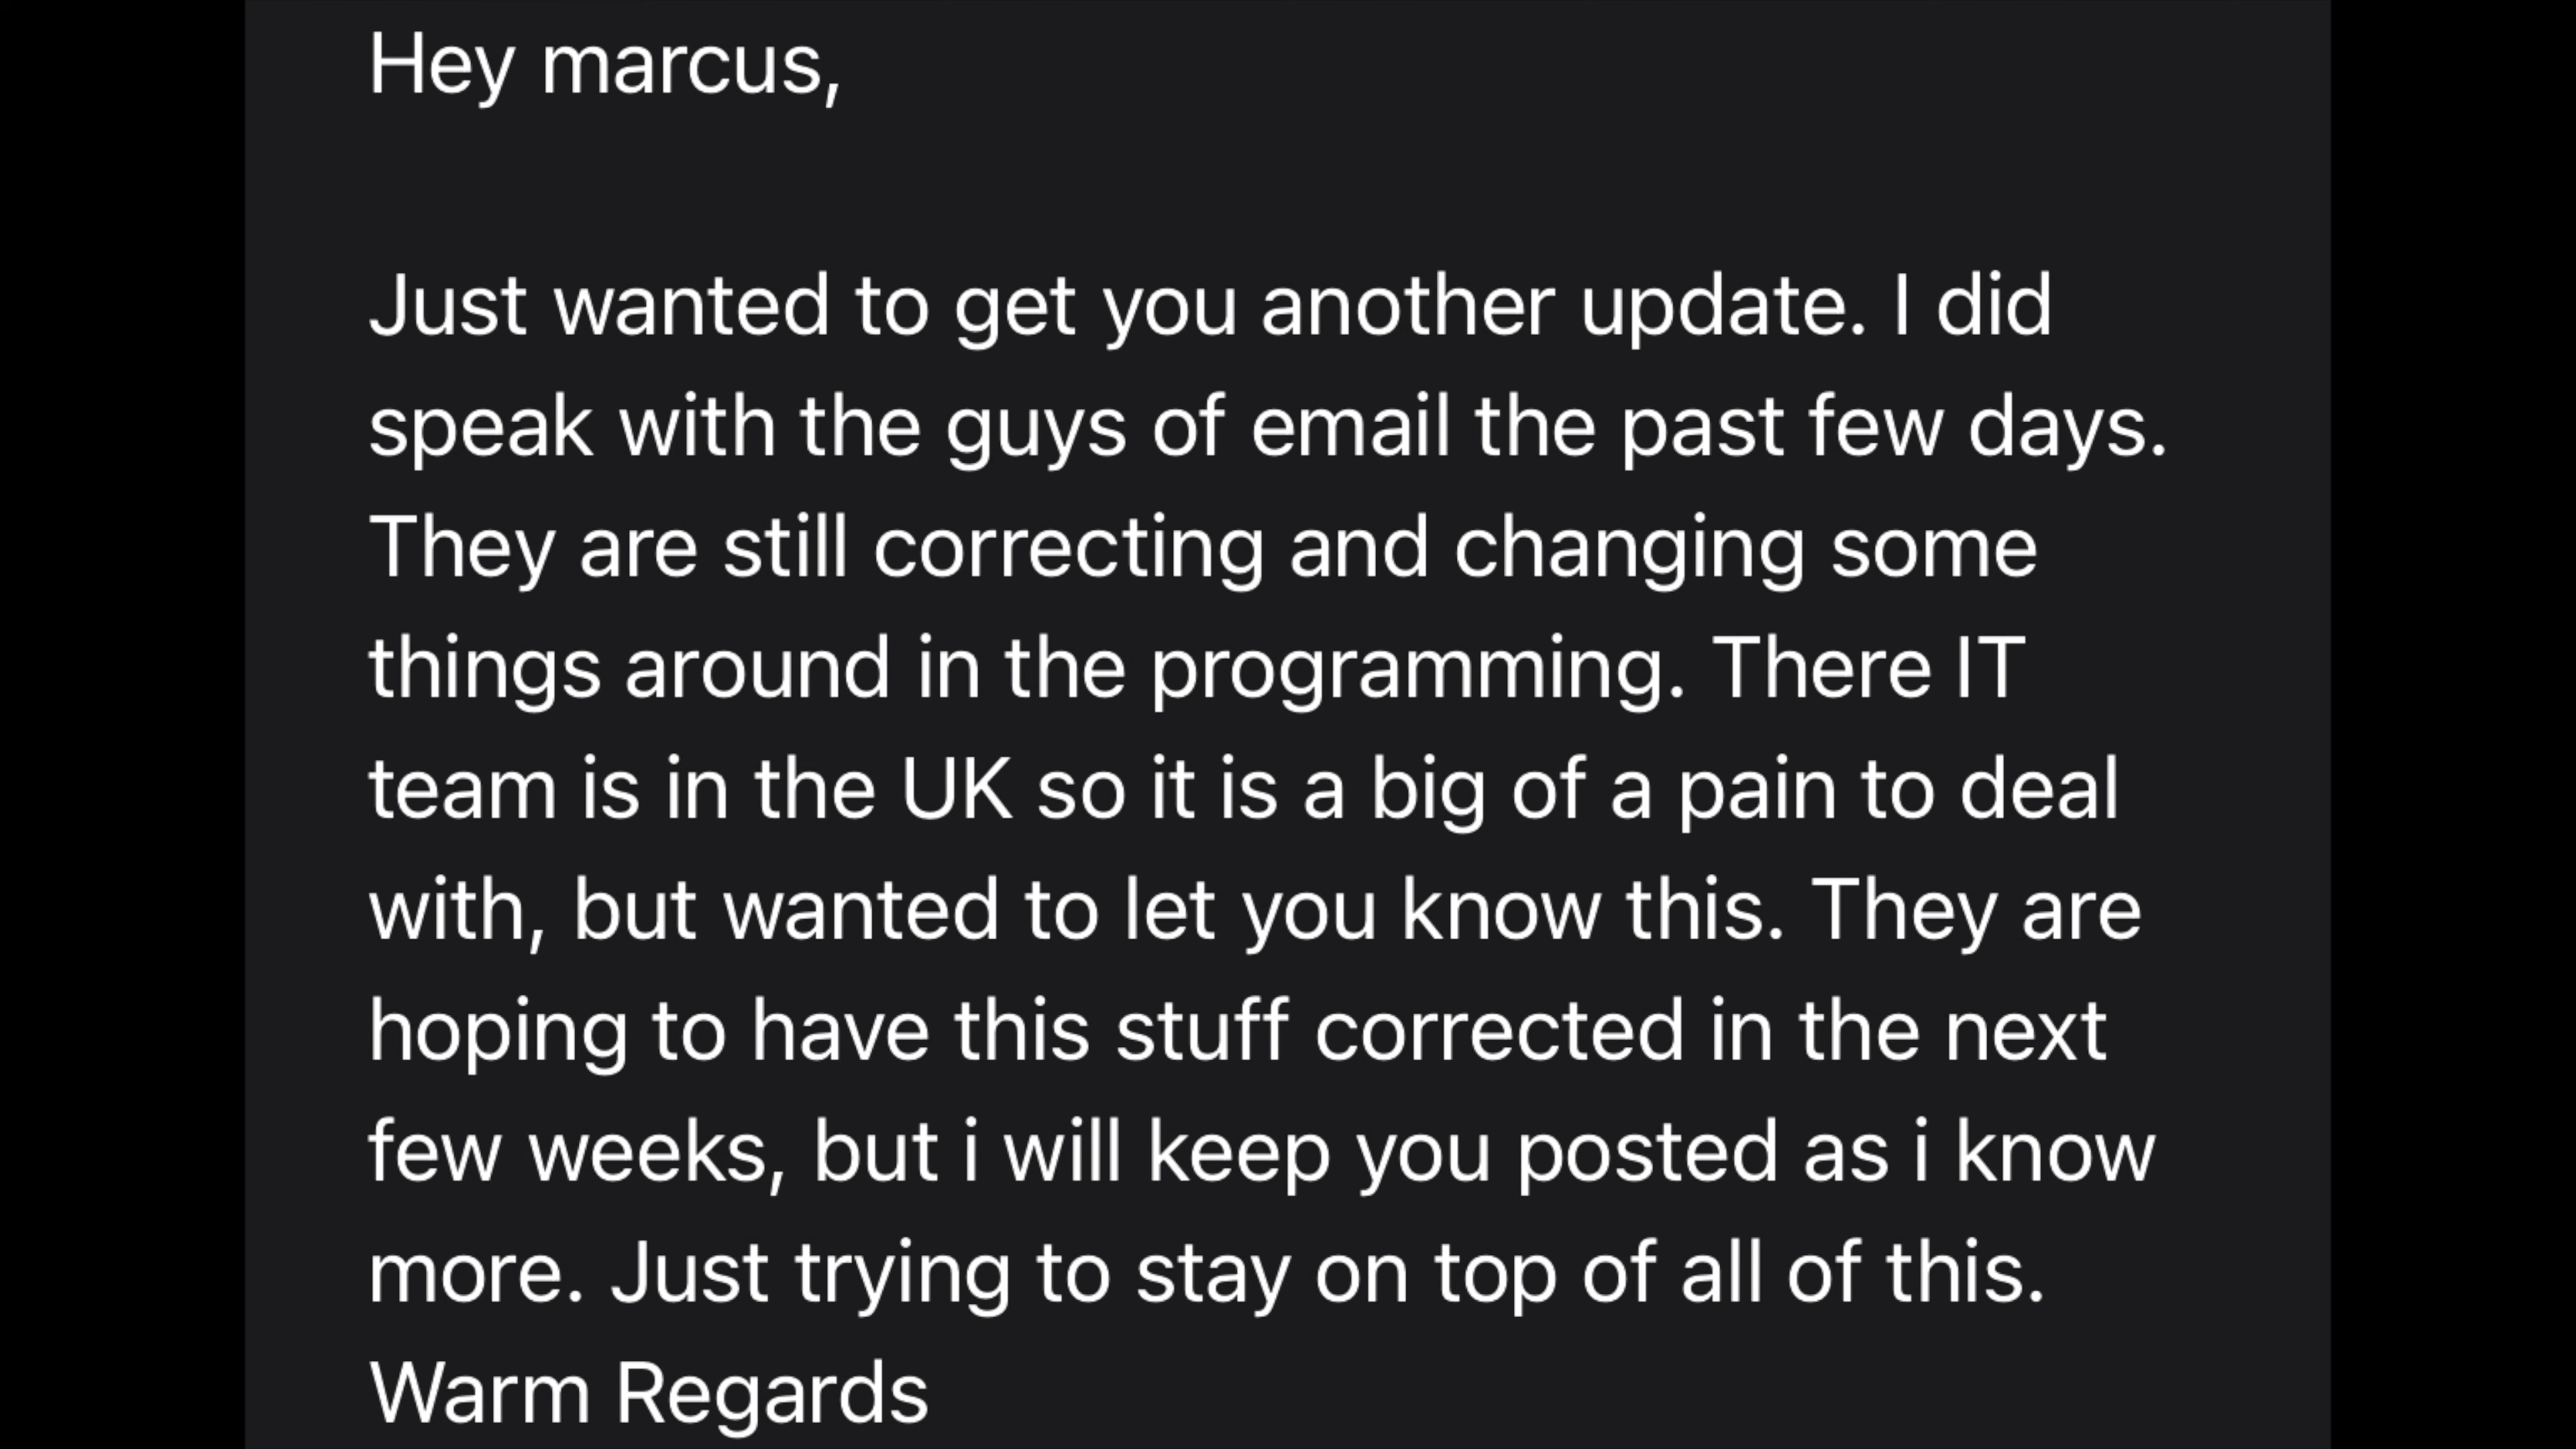 Hey marcus,
Just wanted to get you another update. I did
speak with the guys of email the past few days.
They are still correcting and changing some
things around in the programming. There IT
team is in the UK so it is a big of a pain to deal
with, but wanted to let you know this. They are
hoping to have this stuff corrected in the next
few weeks, but i will keep you posted as i know
more. Just trying to stay on top of all of this.
Warm Regards